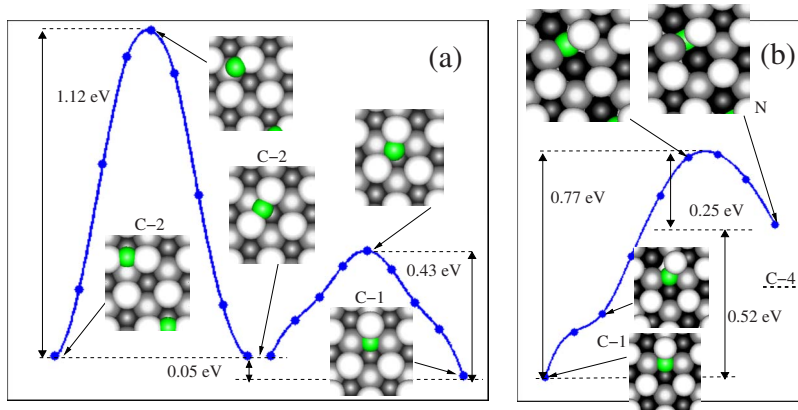 (a)
1.12 eV
C–2
C–2
0.43 eV
C–1
0.05 eV
(b)
N
0.77 eV
0.25 eV
C–4
0.52 eV
C–1